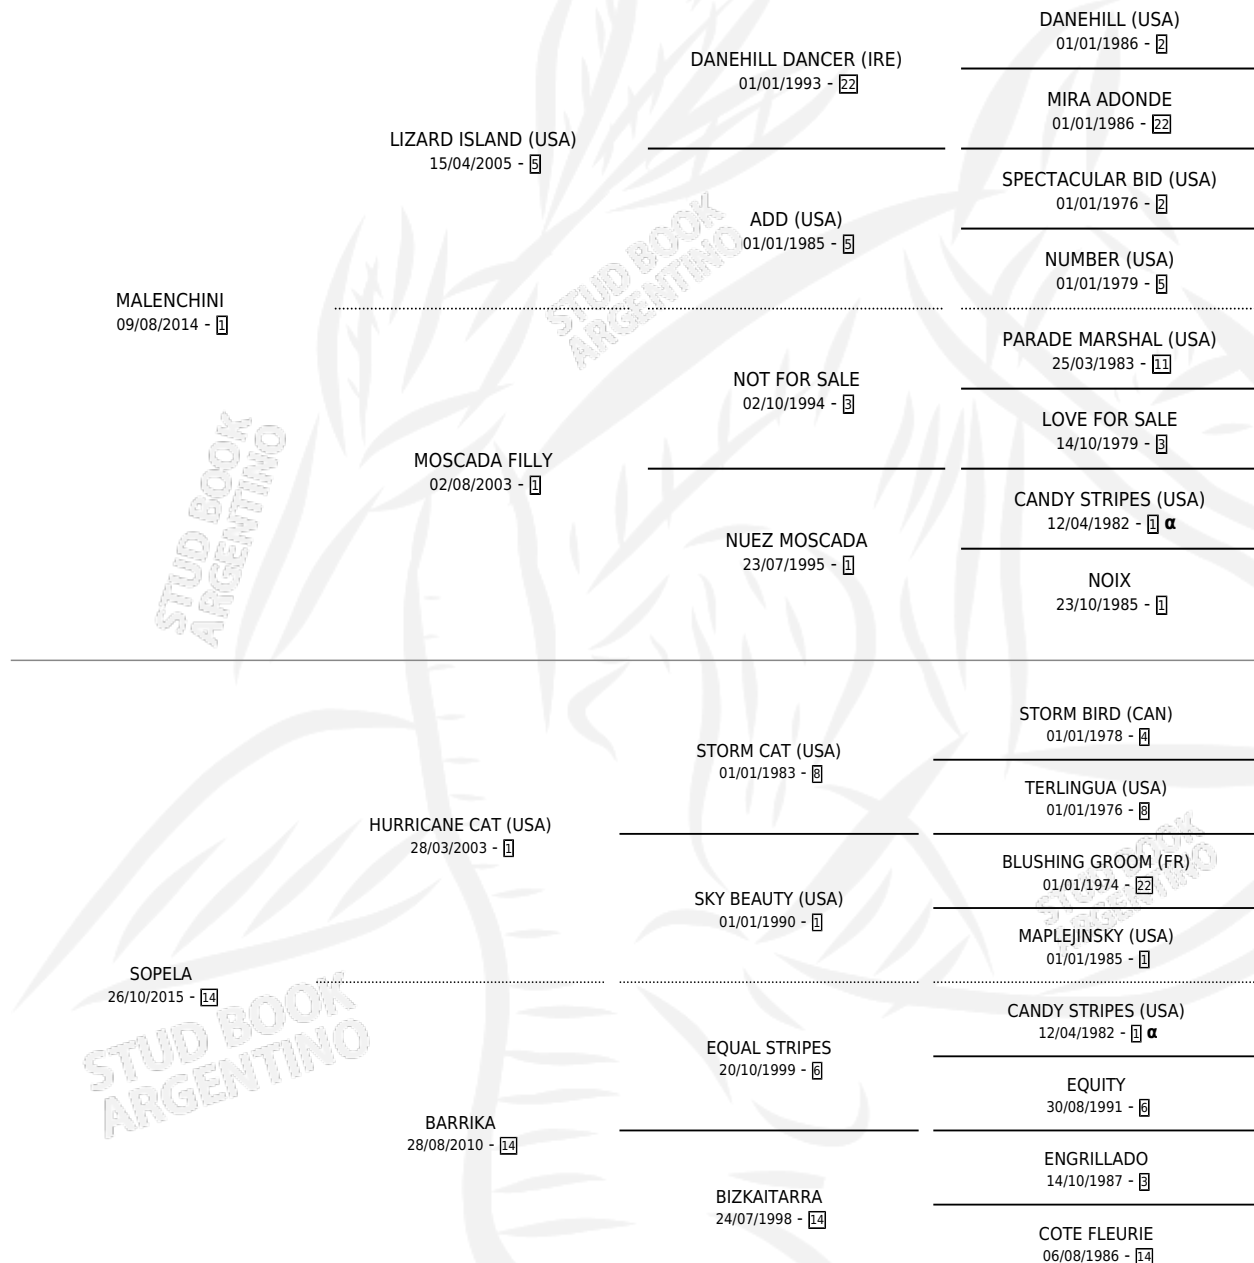 DANEHILL (USA)
01/01/1986 - 2
DANEHILL DANCER (IRE)
01/01/1993 - 22
MIRA ADONDE
01/01/1986 - 22
LIZARD ISLAND (USA)
15/04/2005 - 5
SPECTACULAR BID (USA)
01/01/1976 - 2
ADD (USA)
01/01/1985 - 5
NUMBER (USA)
01/01/1979 - 5
MALENCHINI
09/08/2014 - 1
PARADE MARSHAL (USA)
25/03/1983 - 11
NOT FOR SALE
02/10/1994 - 3
LOVE FOR SALE
14/10/1979 - 3
MOSCADA FILLY
02/08/2003 - 1
CANDY STRIPES (USA)
12/04/1982 - 1 α
NUEZ MOSCADA
23/07/1995 - 1
NOIX
23/10/1985 - 1
STUD BOOK
ARGENTINO
STUD BOOK
ARGENTINO
STORM BIRD (CAN)
01/01/1978 - 4
STORM CAT (USA)
01/01/1983 - 8
TERLINGUA (USA)
01/01/1976 - 8
HURRICANE CAT (USA)
28/03/2003 - 1
BLUSHING GROOM (FR)
01/01/1974 - 22
SKY BEAUTY (USA)
01/01/1990 - 1
MAPLEJINSKY (USA)
01/01/1985 - 1
SOPELA
26/10/2015 - 14
CANDY STRIPES (USA)
12/04/1982 - 1 α
EQUAL STRIPES
20/10/1999 - 6
EQUITY
30/08/1991 - 6
BARRIKA
28/08/2010 - 14
ENGRILLADO
14/10/1987 - 3
BIZKAITARRA
24/07/1998 - 14
COTE FLEURIE
06/08/1986 - 14
STUD BOOK
ARGENTINO
STUD BOOK
ARGENTINO